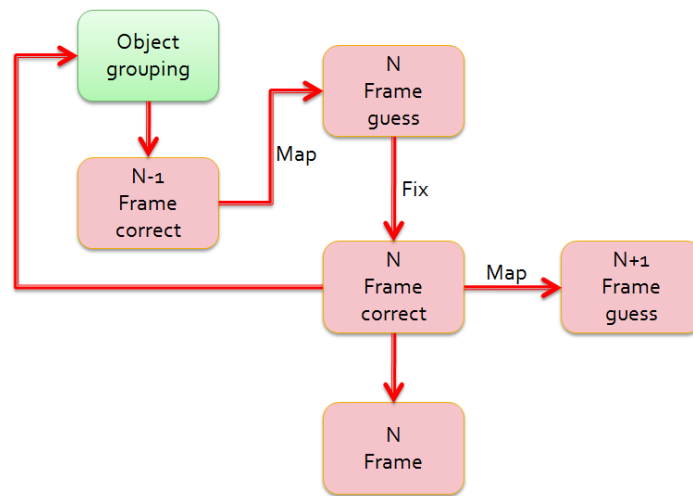 Object
grouping
N
Frame
guess
Map
N-1
Frame
correct
Fix
N
Frame
correct
Map
N+1
Frame
guess
N
Frame